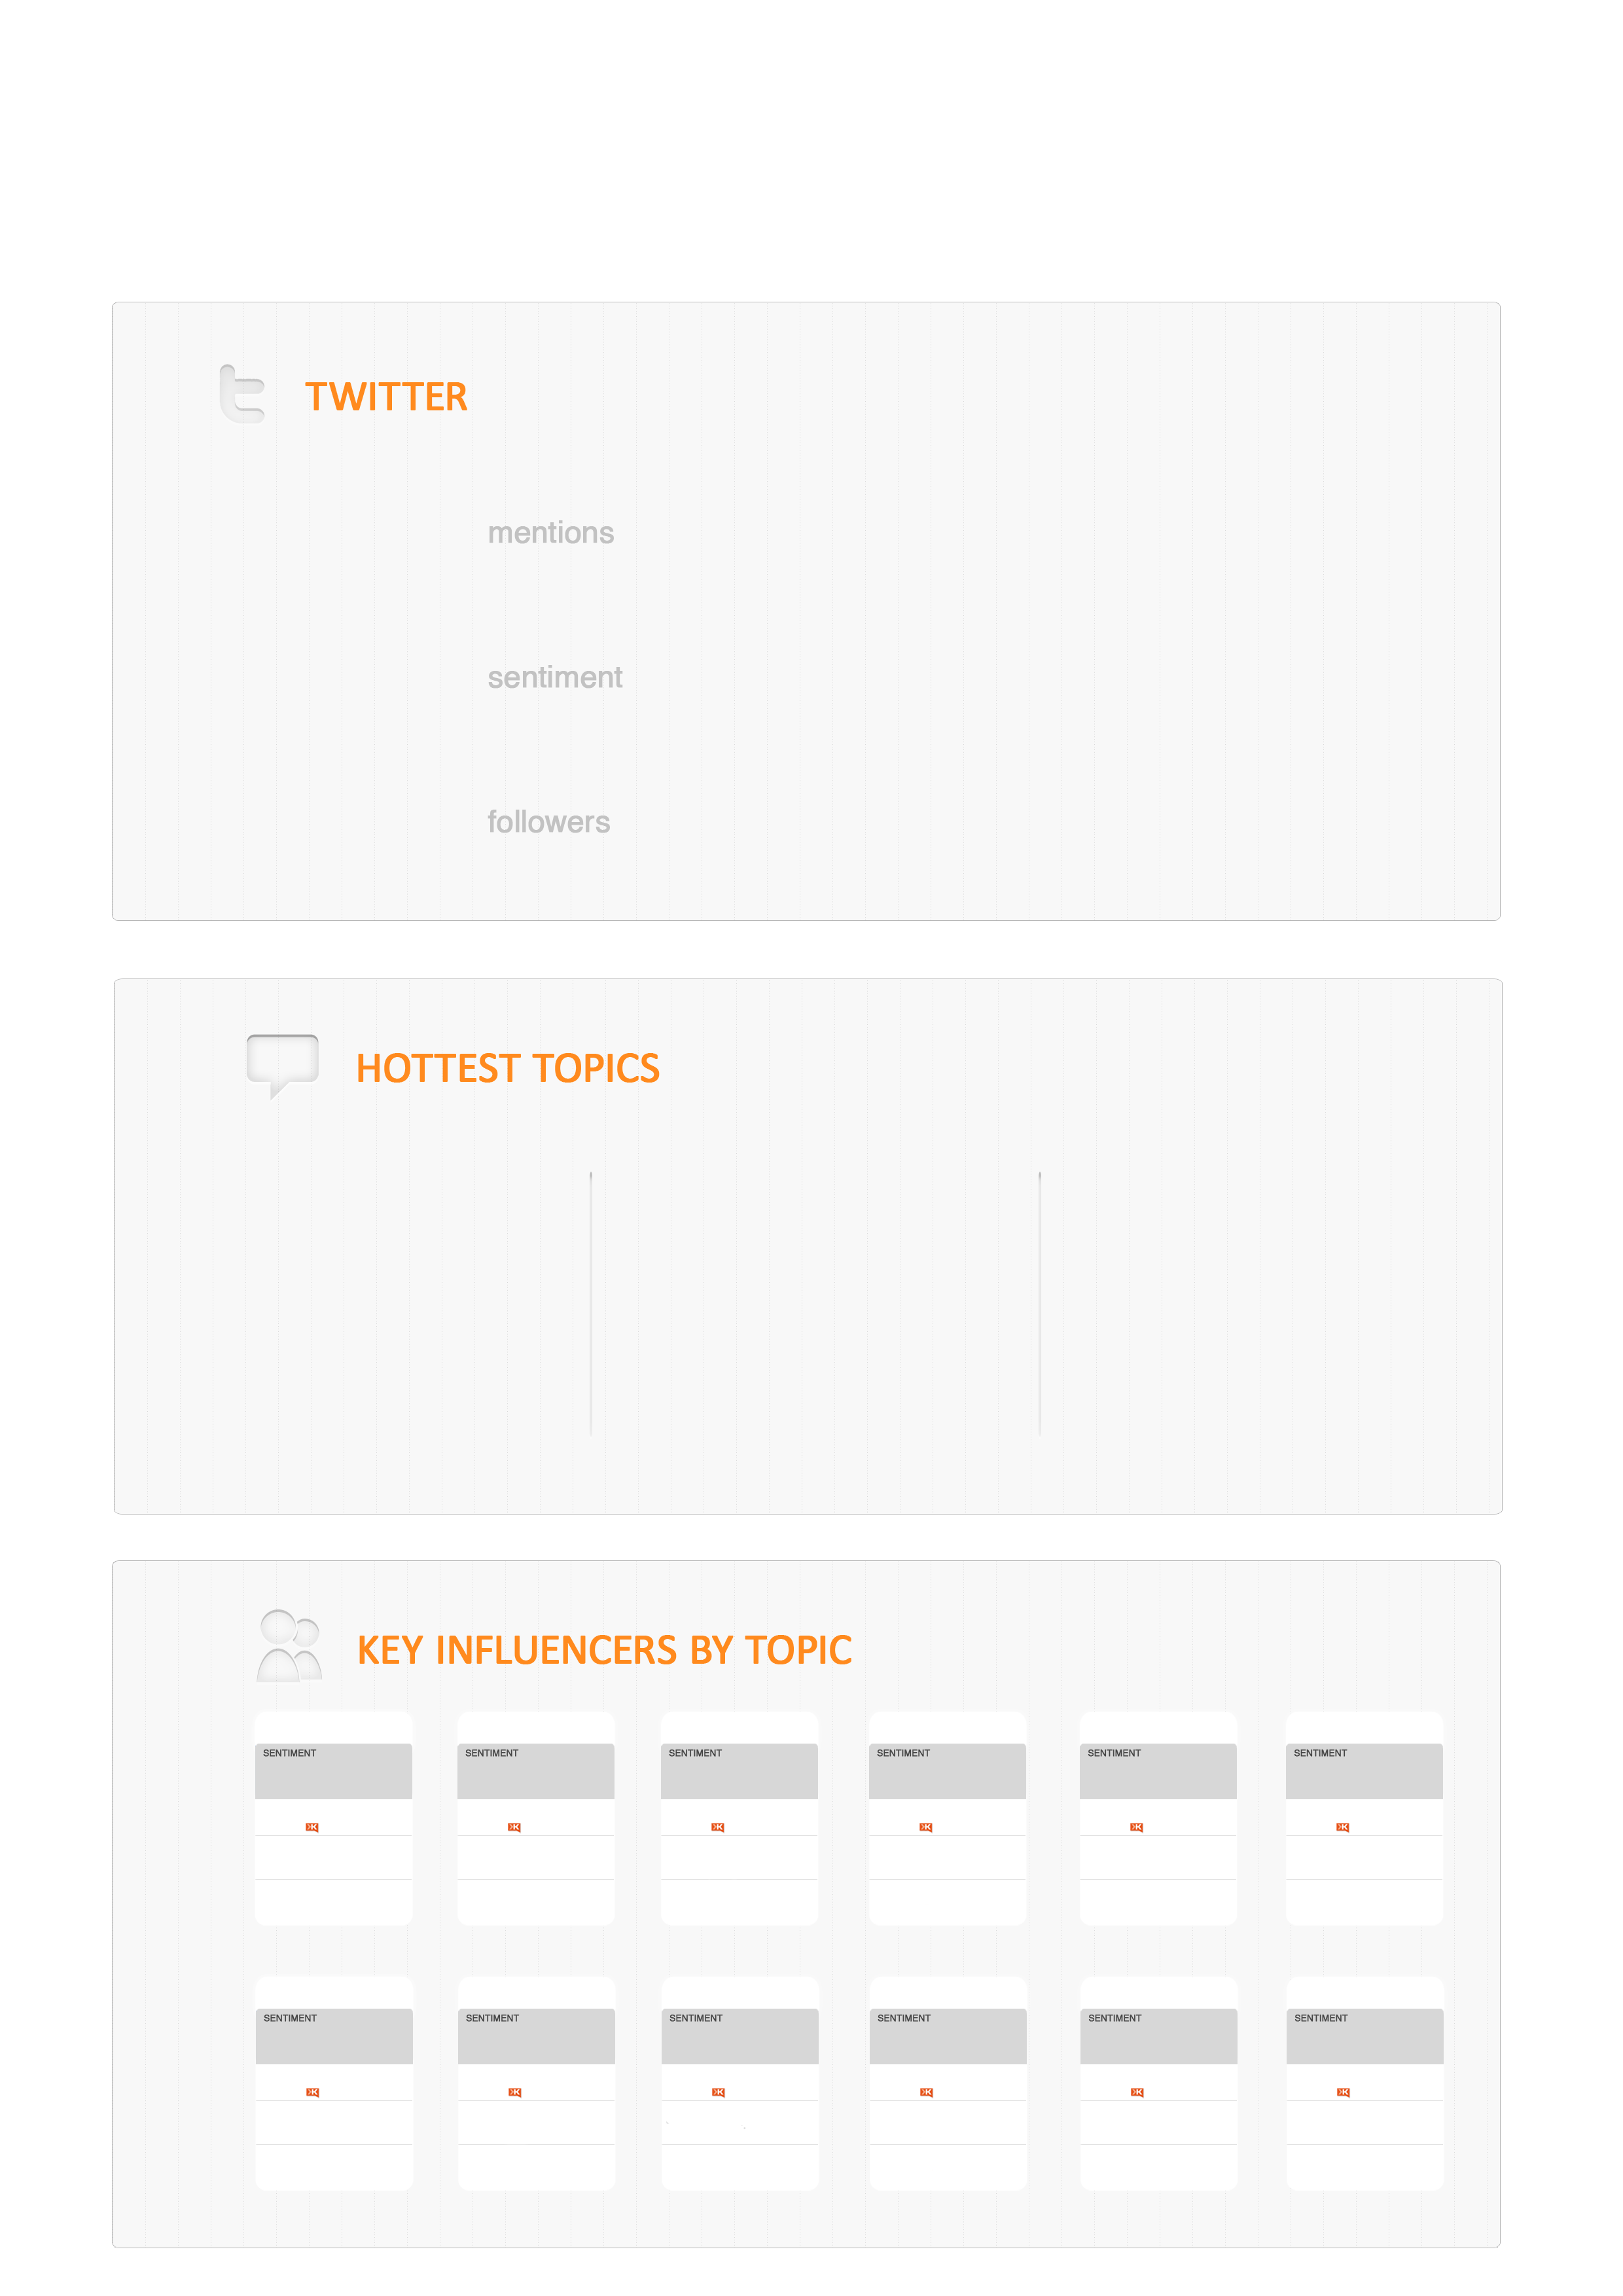 TWITTER
mentions
sentiment
followers
HOTTEST TOPICS
KEY INFLUENCERS BY TOPIC
SENTIMENT SENTIMENT SENTIMENT SENTIMENT SENTIMENT SENTIMENT
K K K K K K
SENTIMENT SENTIMENT SENTIMENT SENTIMENT SENTIMENT SENTIMENT
K K K K K K